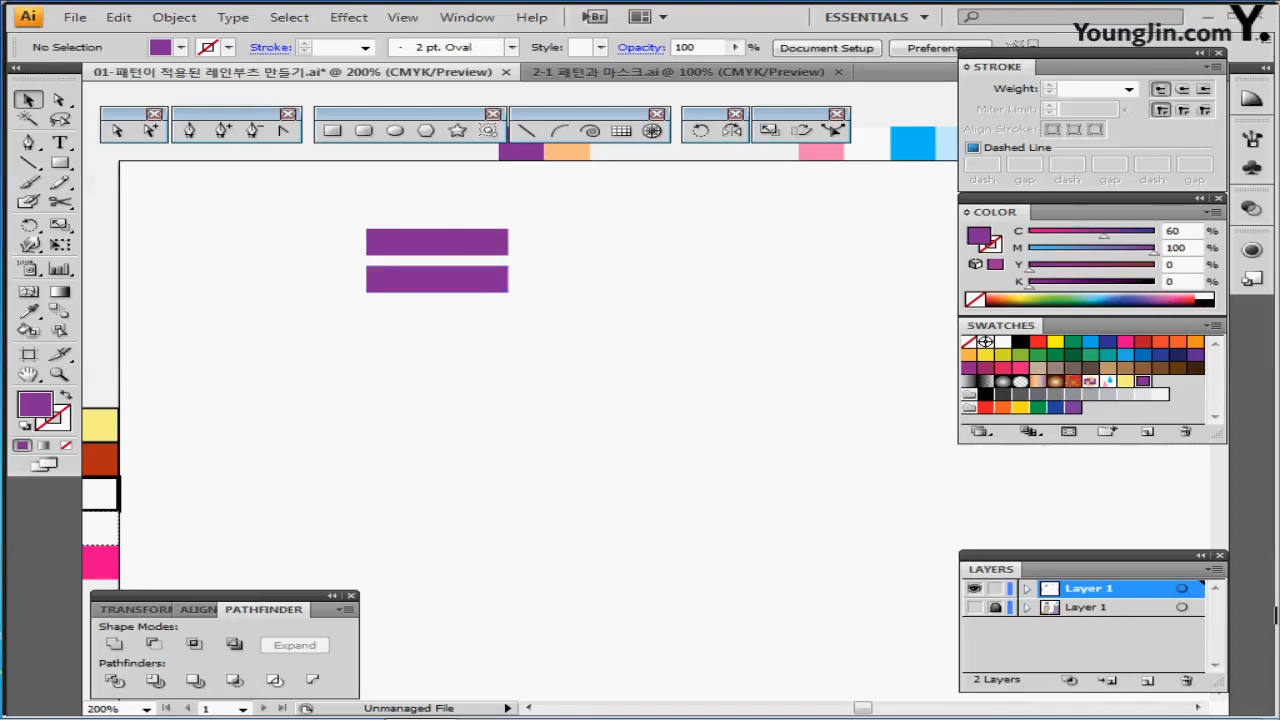 Ai File Edit Object Type Select Effect View Window Help Br ESSENTIALS
Y.
YoungJin.com
No Selection Stroke: 2 pt. Oval Style: Opacity: 100 % Document Setup
01-패턴이 적용된 레인부츠 만들기.ai* @ 200% (CMYK/Preview) × 2-1 패턴과 마스크.ai @ 100% (CMYK/Preview) ×
STROKE
Weight:
Miter Limit: x
Align Stroke:
Dashed Line
dash gap dash gap dash gap
COLOR
C 60 %
M 100 %
Y 0 %
K 0 %
SWATCHES
LAYERS
Layer 1
Layer 1
2 Layers
TRANSFORM ALIGN PATHFINDER
Shape Modes:
Expand
Pathfinders:
200% 1 Unmanaged File